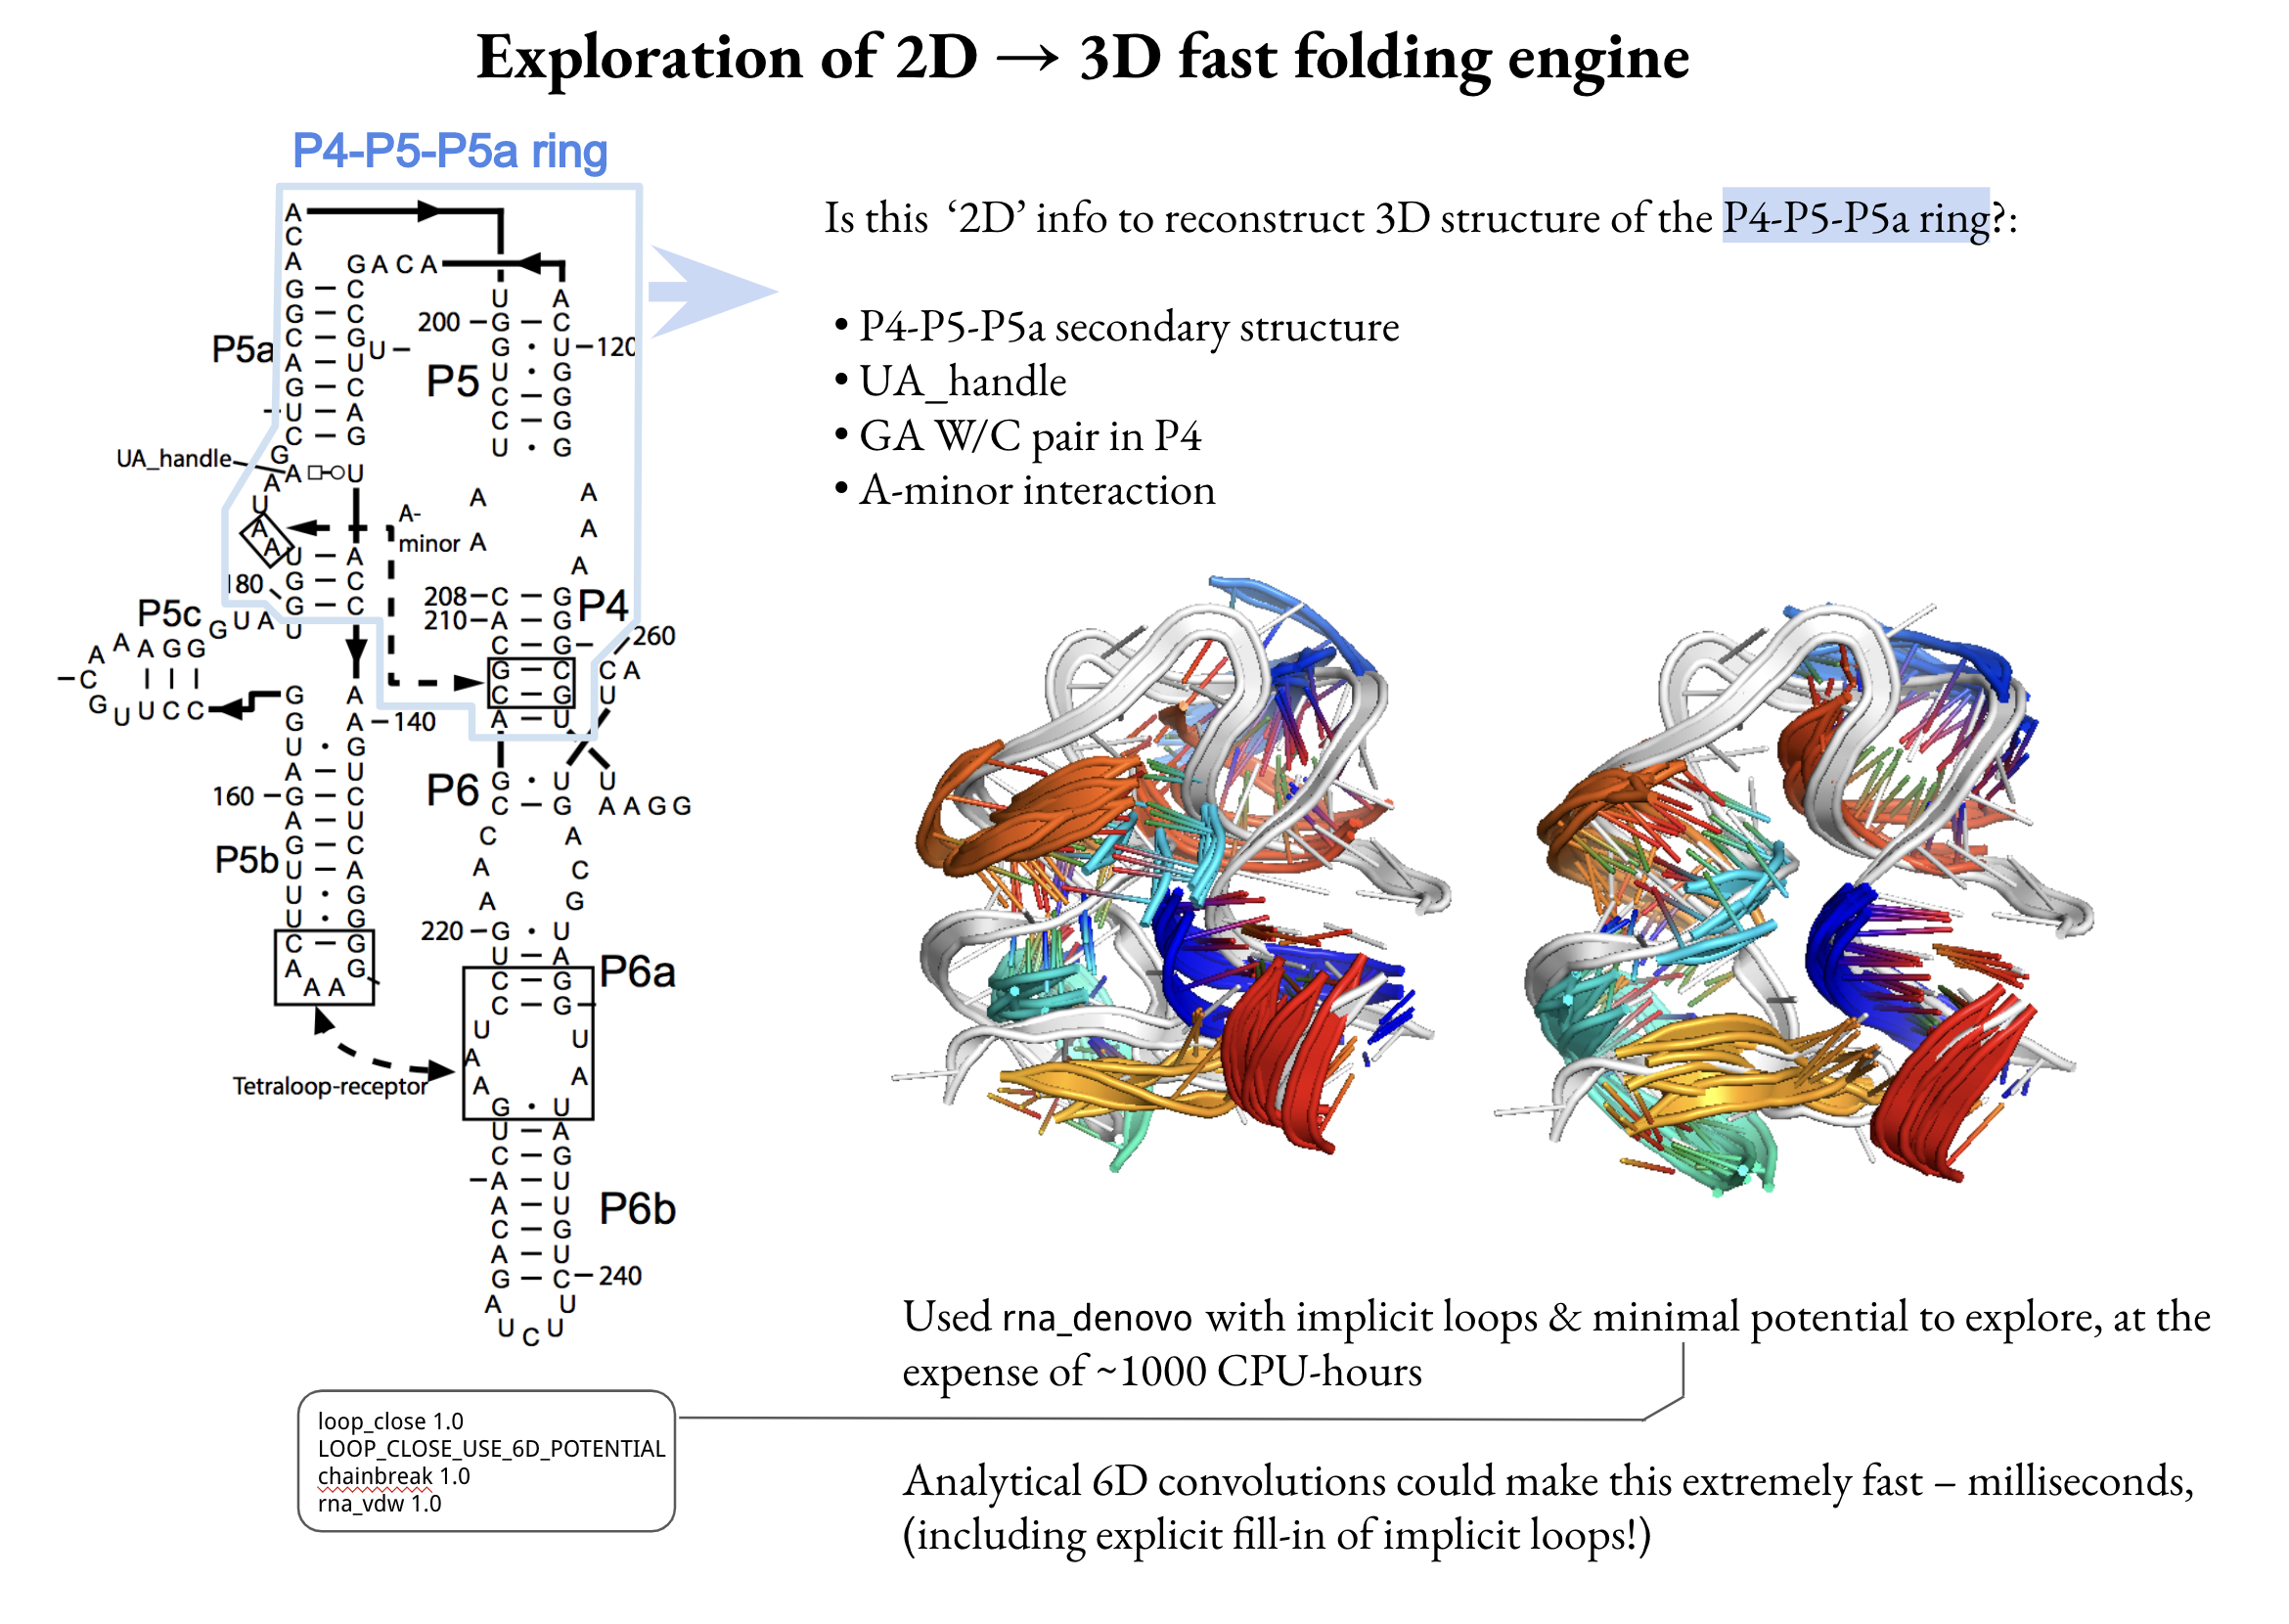 Exploration of 2D → 3D fast folding engine
P4-P5-P5a ring
Is this ‘2D’ info to reconstruct 3D structure of the P4-P5-P5a ring?:
• P4-P5-P5a secondary structure
• UA_handle
• GA W/C pair in P4
• A-minor interaction
A
C
A
G A C A
G – C
G – C
C – G
U –
A – U
G – C
U – A
C – G
G
A U
A
U
A
A
U – A
G – C
G – C
U
P5a
UA_handle
180
A-
minor
U A
200 – G – C
G · U – 120
U · G
C – G
C – G
U · G
P5
A A
A A
A
208 – C – G
210 – A – G
C – G –
G – C
C – G
A – U
P4
260
C A
U
P5c
G U A
A A A G G
A
– C
G U U C C
G A
G A – 140
U · G
A – U
160 – G – C
A – U
G – C
U – A
U · G
U · G
C – G
A G
A A
P5b
Tetraloop-receptor
P6
G · U U
C – G A A G G
C A
A C
A G
220 – G · U
U – A
C – G
C – G –
U U
A A
A
G · U
P6a
U – A
C – G
– A – U
A – U
C – G
A – U
G – C – 240
A U
U C U
P6b
Used rna_denovo with implicit loops & minimal potential to explore, at the
expense of ~1000 CPU-hours
loop_close 1.0
LOOP_CLOSE_USE_6D_POTENTIAL
chainbreak 1.0
rna_vdw 1.0
Analytical 6D convolutions could make this extremely fast – milliseconds,
(including explicit fill-in of implicit loops!)